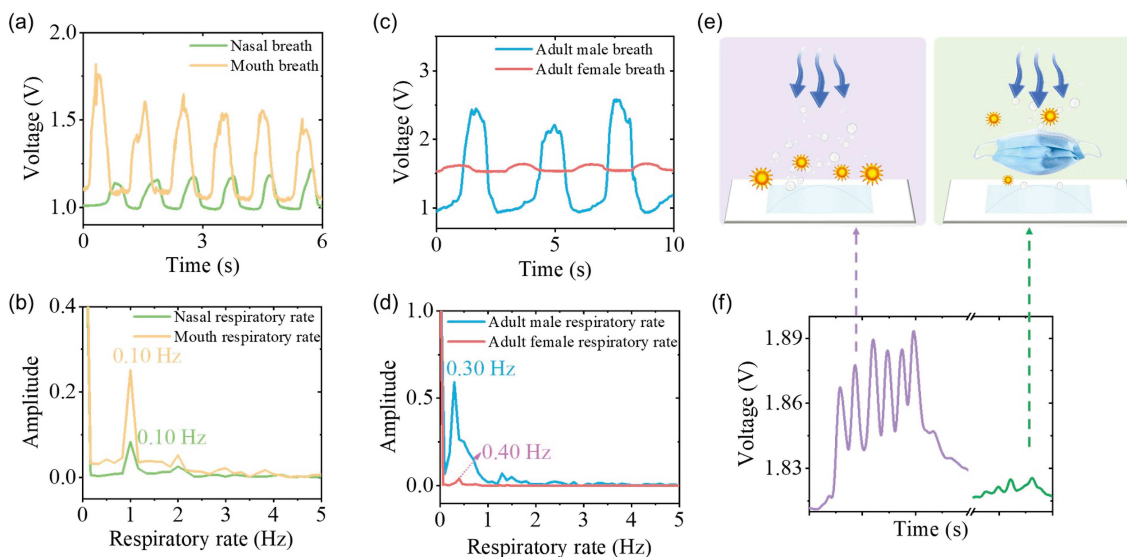 (a)
2.0
1.5
1.0
Voltage (V)
Nasal breath
Mouth breath
0
3
6
Time (s)
(c)
3
2
1
Voltage (V)
Adult male breath
Adult female breath
0
5
10
Time (s)
(e)
(b)
0.4
0.2
0.0
Amplitude
Nasal respiratory rate
Mouth respiratory rate
0.10 Hz
0.10 Hz
0
1
2
3
4
5
Respiratory rate (Hz)
(d)
1.0
0.5
0.0
Amplitude
Adult male respiratory rate
Adult female respiratory rate
0.30 Hz
0.40 Hz
0
1
2
3
4
5
Respiratory rate (Hz)
(f)
1.89
1.86
1.83
Voltage (V)
Time (s)